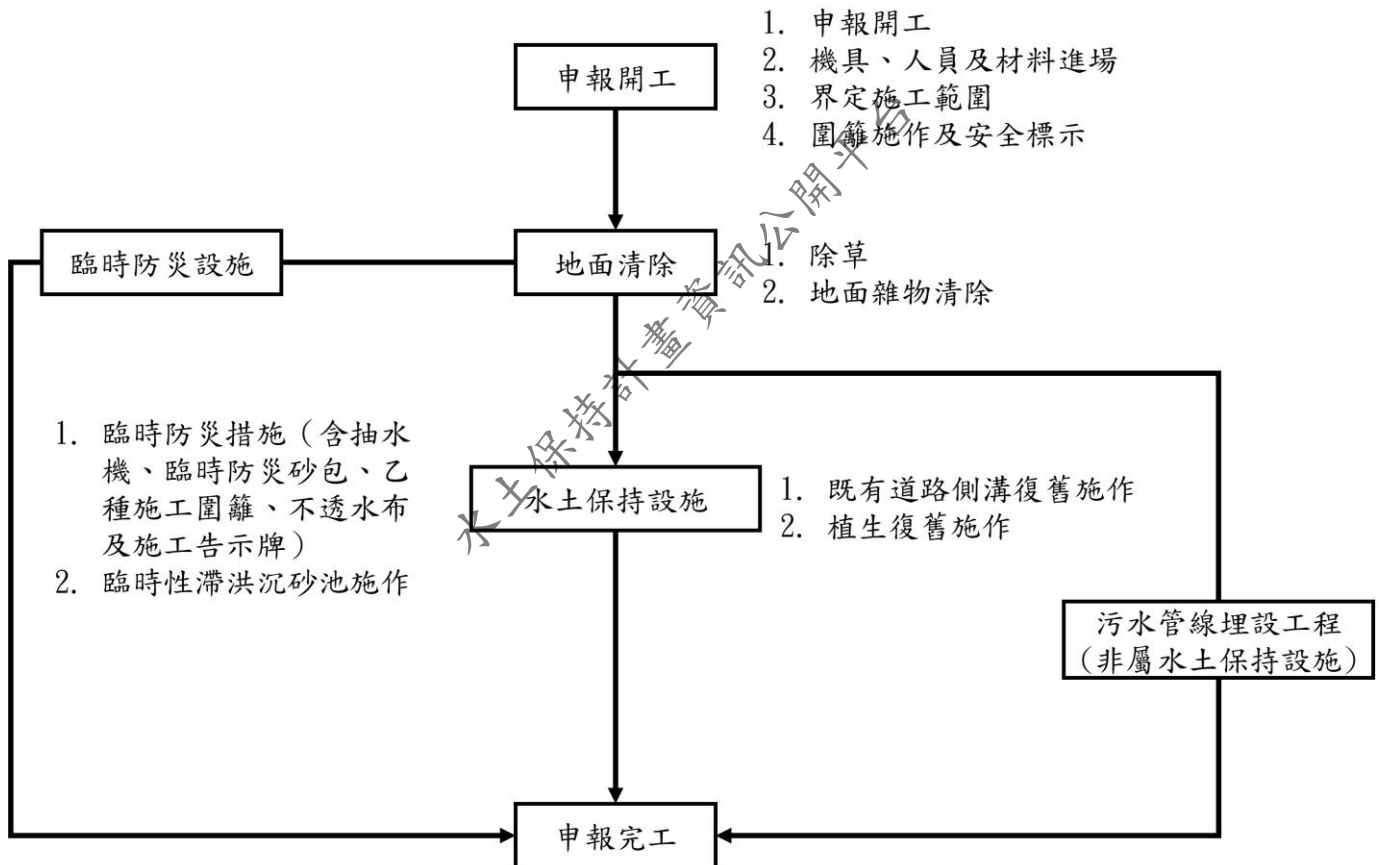 申報開工
1. 申報開工
2. 機具、人員及材料進場
3. 界定施工範圍
4. 圍籬施作及安全標示
臨時防災設施
地面清除
1. 除草
2. 地面雜物清除
1. 臨時防災措施（含抽水
機、臨時防災砂包、乙
種施工圍籬、不透水布
及施工告示牌）
2. 臨時性滯洪沉砂池施作
水土保持設施
1. 既有道路側溝復舊施作
2. 植生復舊施作
污水管線埋設工程
（非屬水土保持設施）
申報完工
水土保持計畫資訊公開平台